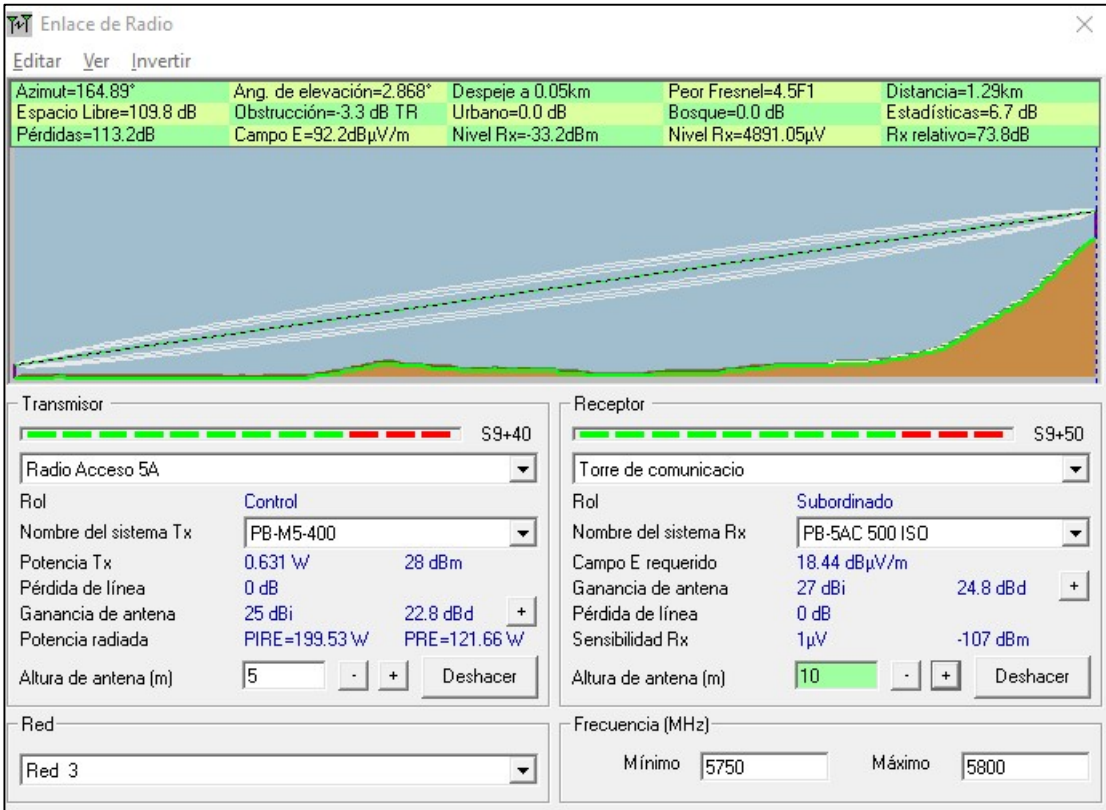 Enlace de Radio
Editar Ver Invertir
Azimut=164.89° Ang. de elevación=2.868° Despeje a 0.05km Peor Fresnel=4.5F1 Distancia=1.29km
Espacio Libre=109.8 dB Obstrucción=-3.3 dB TR Urbano=0.0 dB Bosque=0.0 dB Estadísticas=6.7 dB
Pérdidas=113.2dB Campo E=92.2dBµV/m Nivel Rx=-33.2dBm Nivel Rx=4891.05µV Rx relativo=73.8dB
Transmisor
S9+40
Radio Acceso 5A
Rol Control
Nombre del sistema Tx PB-M5-400
Potencia Tx 0.631 W 28 dBm
Pérdida de línea 0 dB
Ganancia de antena 25 dBi 22.8 dBd +
Potencia radiada PIRE=199.53 W PRE=121.66 W
Altura de antena (m) 5 - + Deshacer
Receptor
S9+50
Torre de comunicacio
Rol Subordinado
Nombre del sistema Rx PB-5AC 500 ISO
Campo E requerido 18.44 dBµV/m
Ganancia de antena 27 dBi 24.8 dBd +
Pérdida de línea 0 dB
Sensibilidad Rx 1µV -107 dBm
Altura de antena (m) 10 - + Deshacer
Red
Red 3
Frecuencia (MHz)
Mínimo 5750 Máximo 5800